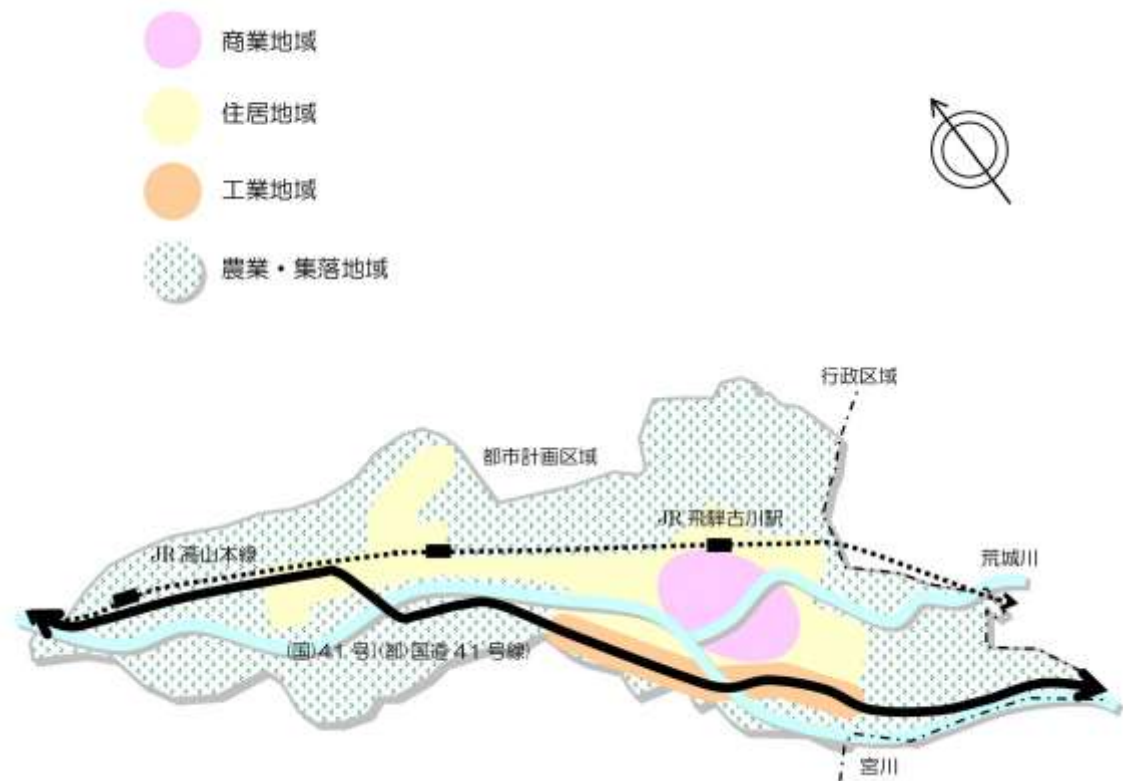 商業地域
住居地域
工業地域
農業・集落地域
行政区域
都市計画区域
JR 飛騨古川駅
JR 高山本線
荒城川
(国)41号(都)国道41号線)
宮川